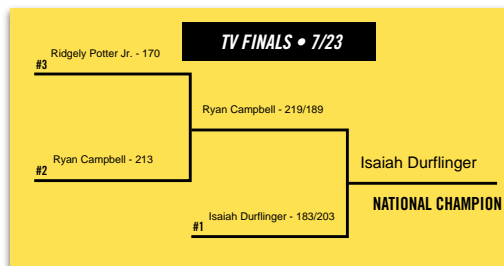 TV FINALS • 7/23
Ridgely Potter Jr. - 170
#3
Ryan Campbell - 219/189
Ryan Campbell - 213
#2
Isaiah Durflinger
NATIONAL CHAMPION
Isaiah Durflinger - 183/203
#1